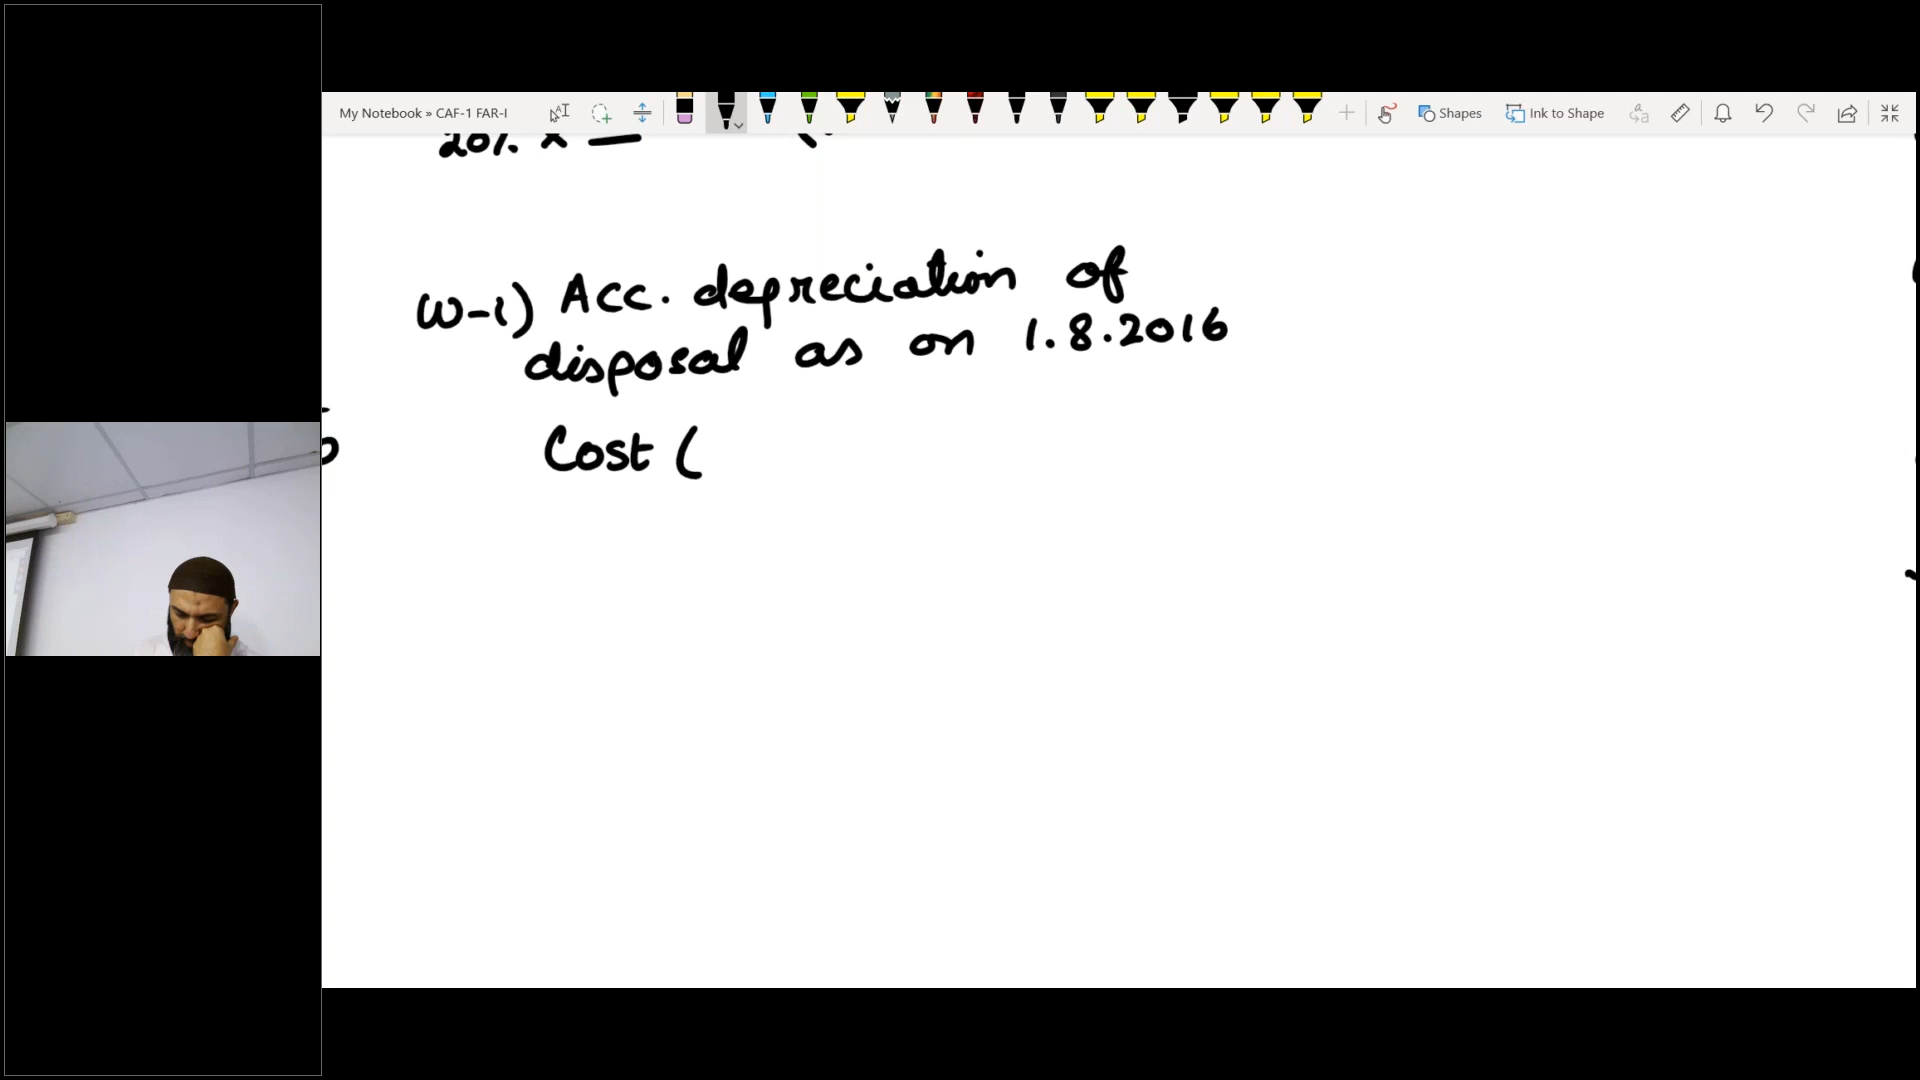 My Notebook » CAF-1 FAR-I
Shapes
Ink to Shape
20% x
W-1) Acc. depreciation of
disposal as on 1.8.2016
Cost (